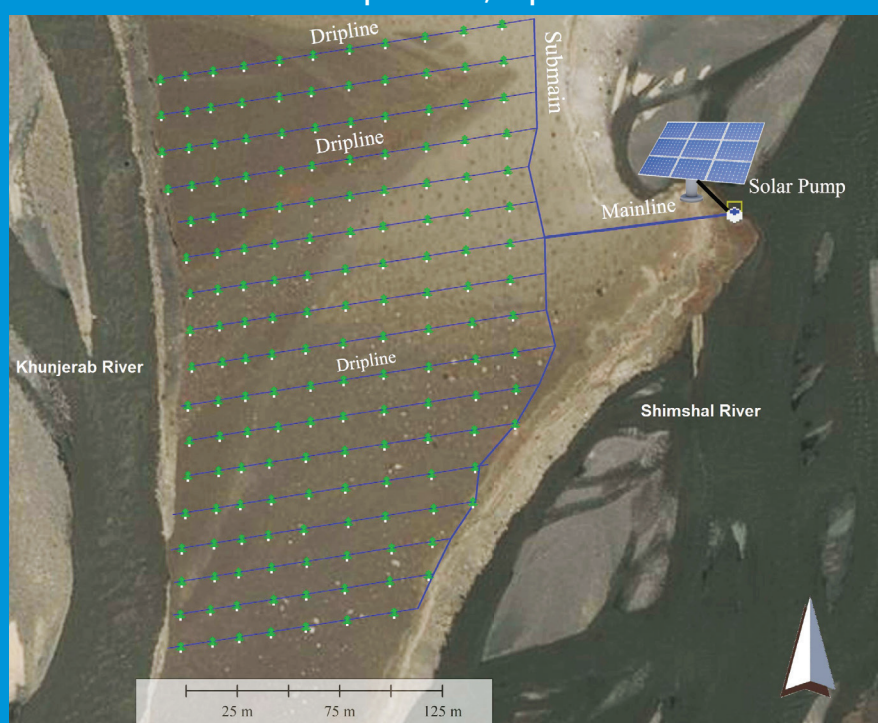 Dripline
Submain
Dripline
Solar Pump
Mainline
Dripline
Khunjerab River
Shimshal River
25 m 75 m 125 m